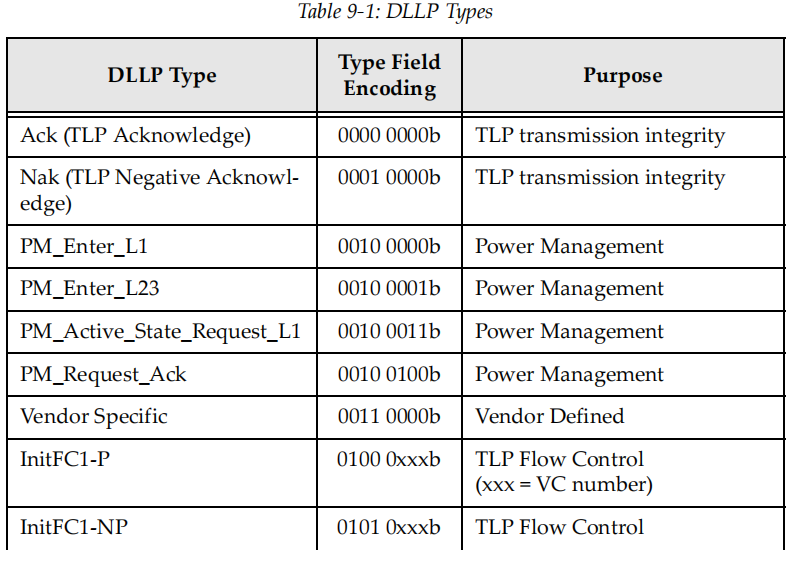 Table 9-1: DLLP Types
DLLP Type
Type Field
Encoding
Purpose
Ack (TLP Acknowledge) 0000 0000b TLP transmission integrity
Nak (TLP Negative Acknowl-
edge) 0001 0000b TLP transmission integrity
PM_Enter_L1 0010 0000b Power Management
PM_Enter_L23 0010 0001b Power Management
PM_Active_State_Request_L1 0010 0011b Power Management
PM_Request_Ack 0010 0100b Power Management
Vendor Specific 0011 0000b Vendor Defined
InitFC1-P 0100 0xxxb TLP Flow Control
(xxx = VC number)
InitFC1-NP 0101 0xxxb TLP Flow Control